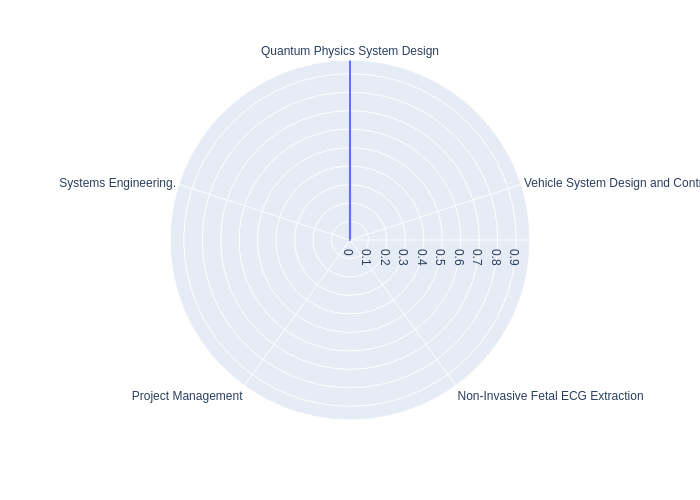 Quantum Physics System Design
Systems Engineering.
Vehicle System Design and
0
0.1
0.2
0.3
0.4
0.5
0.6
0.7
0.8
0.9
Project Management
Non-Invasive Fetal ECG Extraction